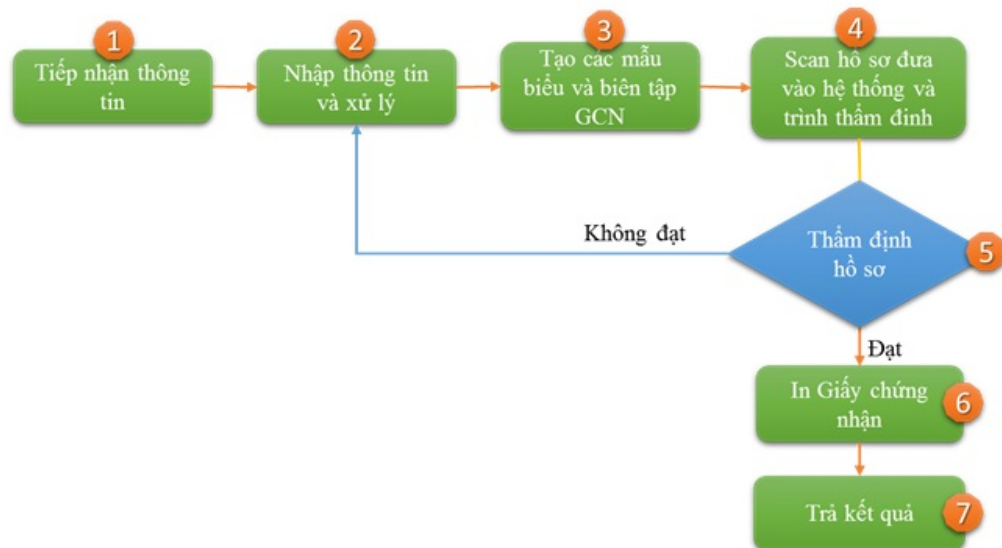 1
Tiếp nhận thông
tin
2
Nhập thông tin
và xử lý
3
Tạo các mẫu
biểu và biên tập
GCN
4
Scan hồ sơ đưa
vào hệ thống và
trình thẩm đinh
Không đạt
Thẩm định
hồ sơ
5
Đạt
In Giấy chứng
nhận
6
Trả kết quả
7